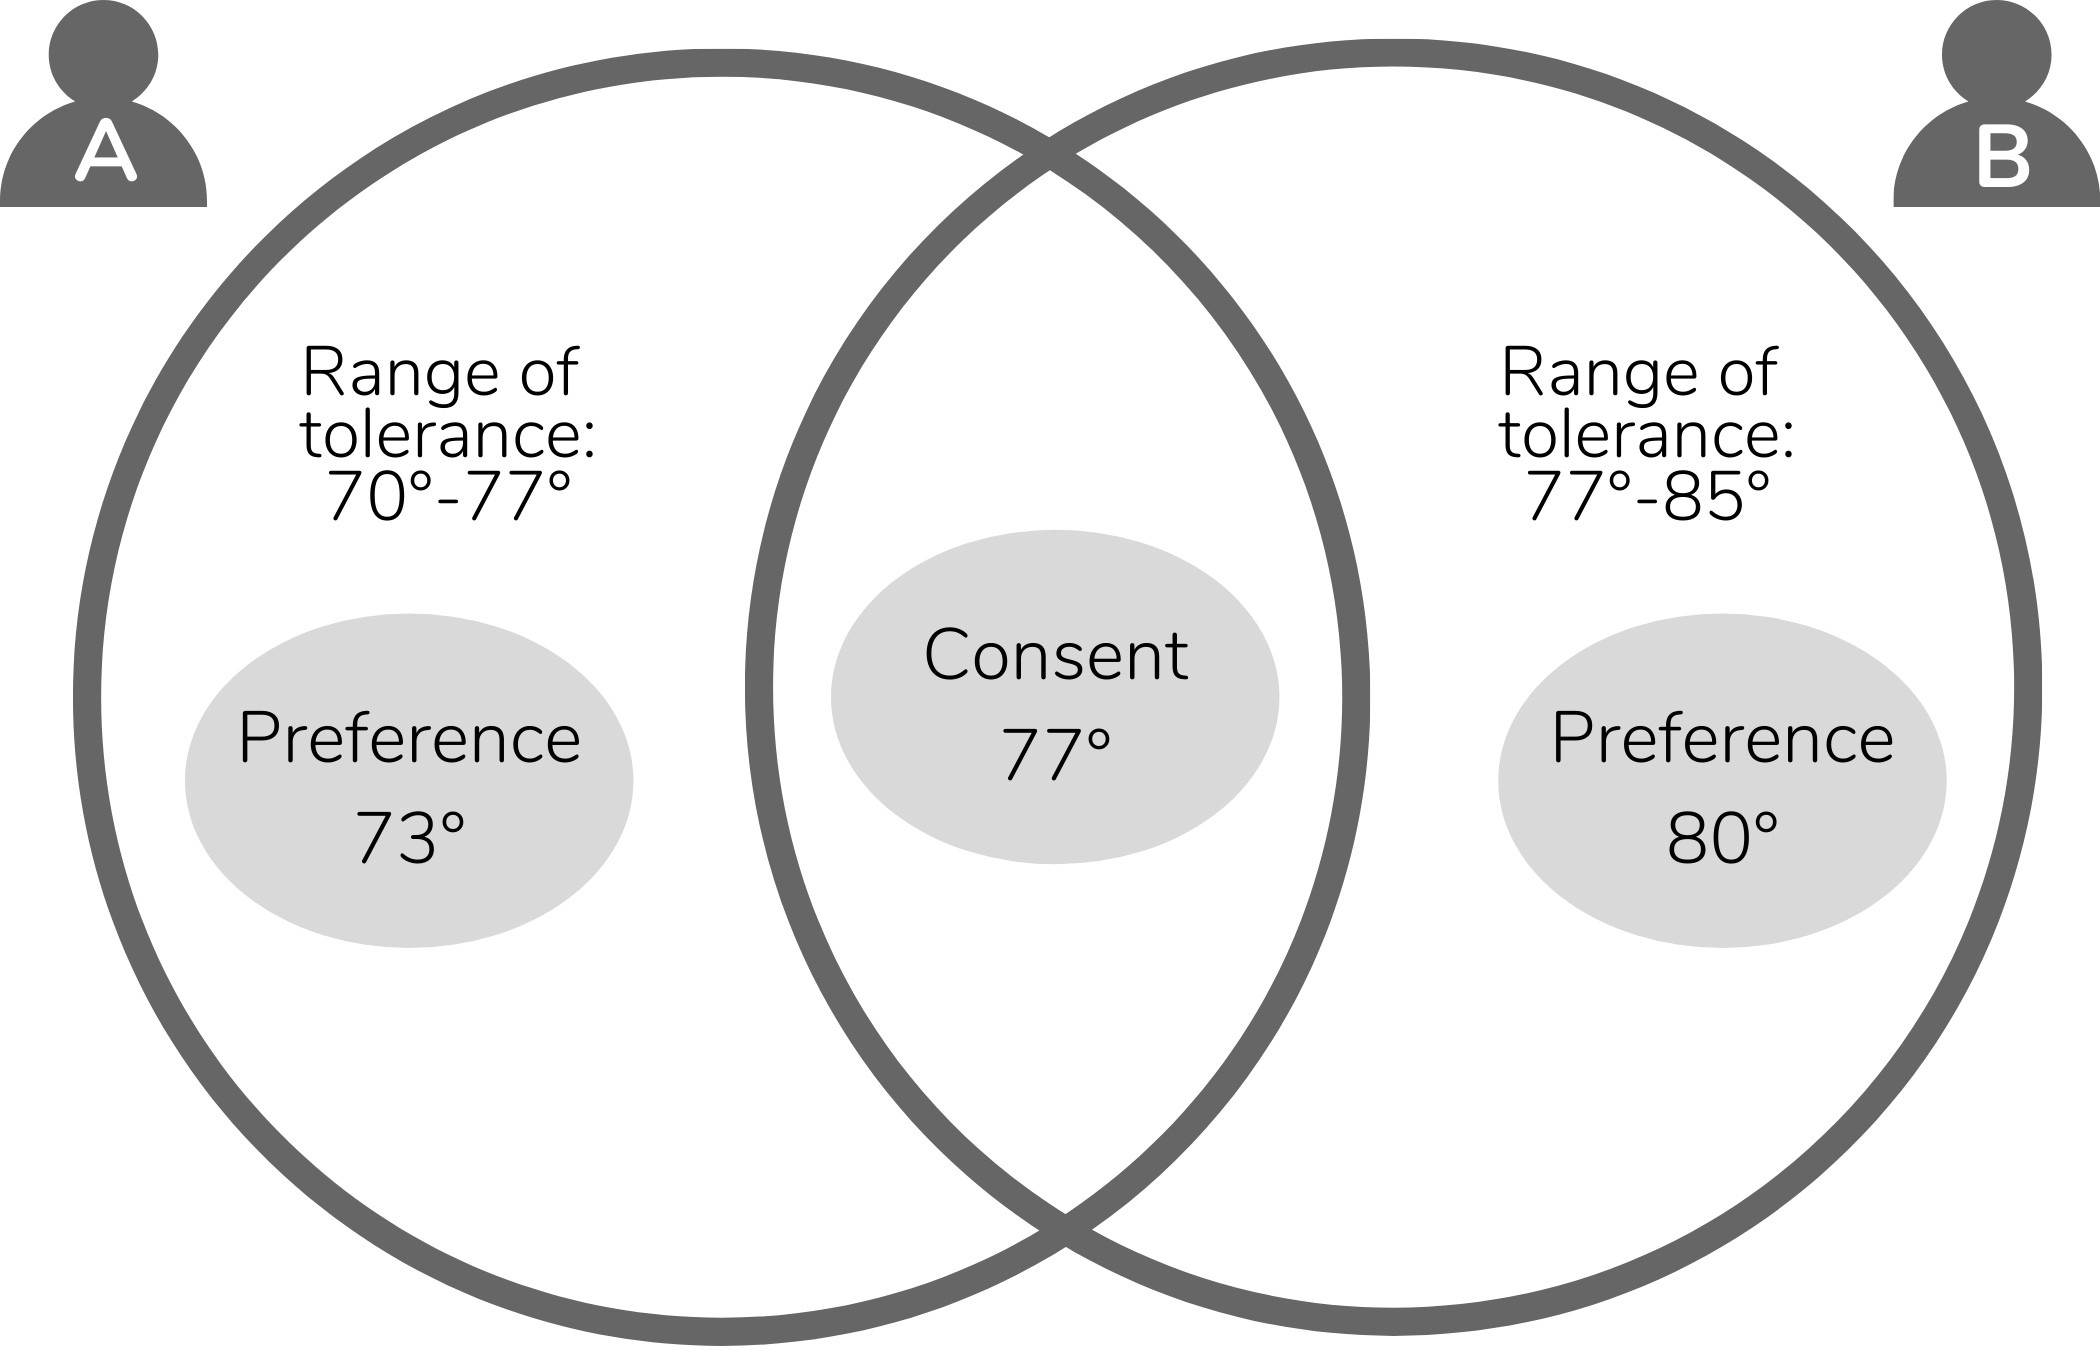 A
B
Range of
tolerance:
70°-77°
Preference
73°
Consent
77°
Range of
tolerance:
77°-85°
Preference
80°